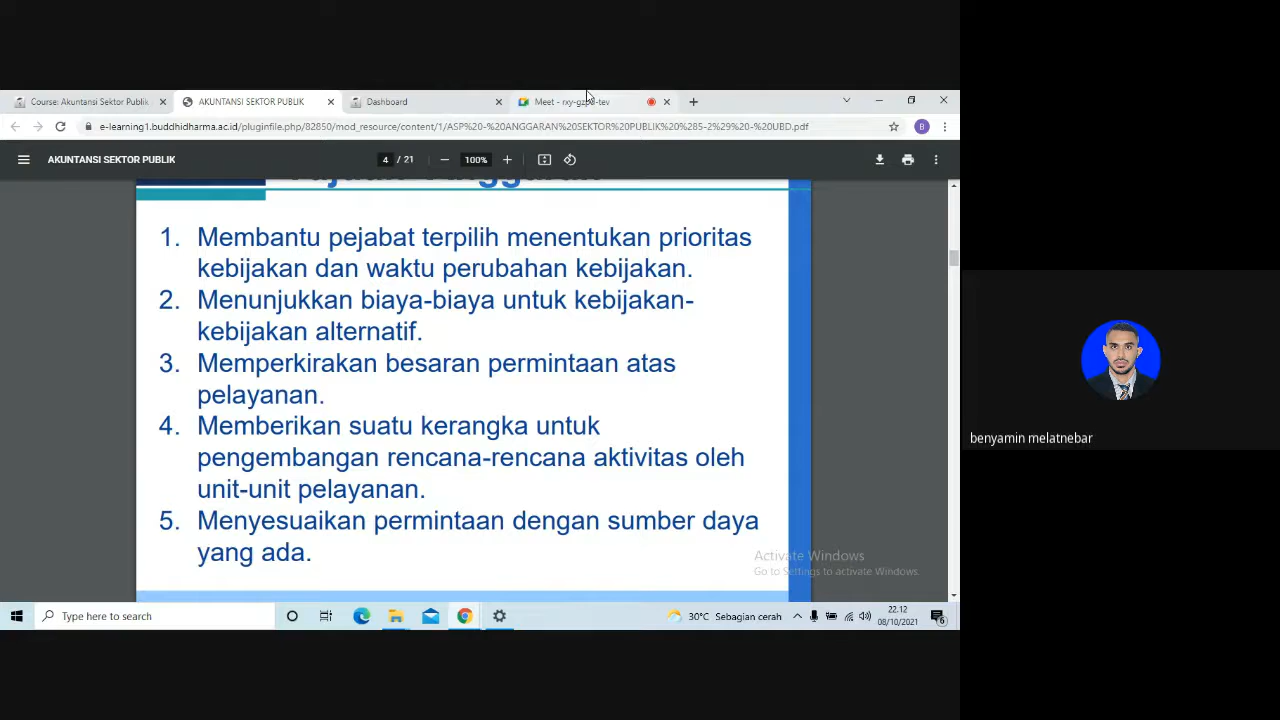 Course: Akuntansi Sektor Publik
AKUNTANSI SEKTOR PUBLIK
Dashboard
Meet - rxy-
-tev
e-learning1.buddhidharma.ac.id/pluginfile.php/82850/mod_resource/content/1/ASP%20-%20ANGGARAN%20SEKTOR%20PUBLIK%20%285-2%29%20-%20UBD.pdf
B
AKUNTANSI SEKTOR PUBLIK
4 / 21
100%
1. Membantu pejabat terpilih menentukan prioritas
kebijakan dan waktu perubahan kebijakan.
2. Menunjukkan biaya-biaya untuk kebijakan-
kebijakan alternatif.
3. Memperkirakan besaran permintaan atas
pelayanan.
4. Memberikan suatu kerangka untuk
pengembangan rencana-rencana aktivitas oleh
unit-unit pelayanan.
5. Menyesuaikan permintaan dengan sumber daya
yang ada.
Activate Windows
Go to Settings to activate Windows.
benyamin melatnebar
Type here to search
30°C Sebagian cerah
22.12
08/10/2021
6